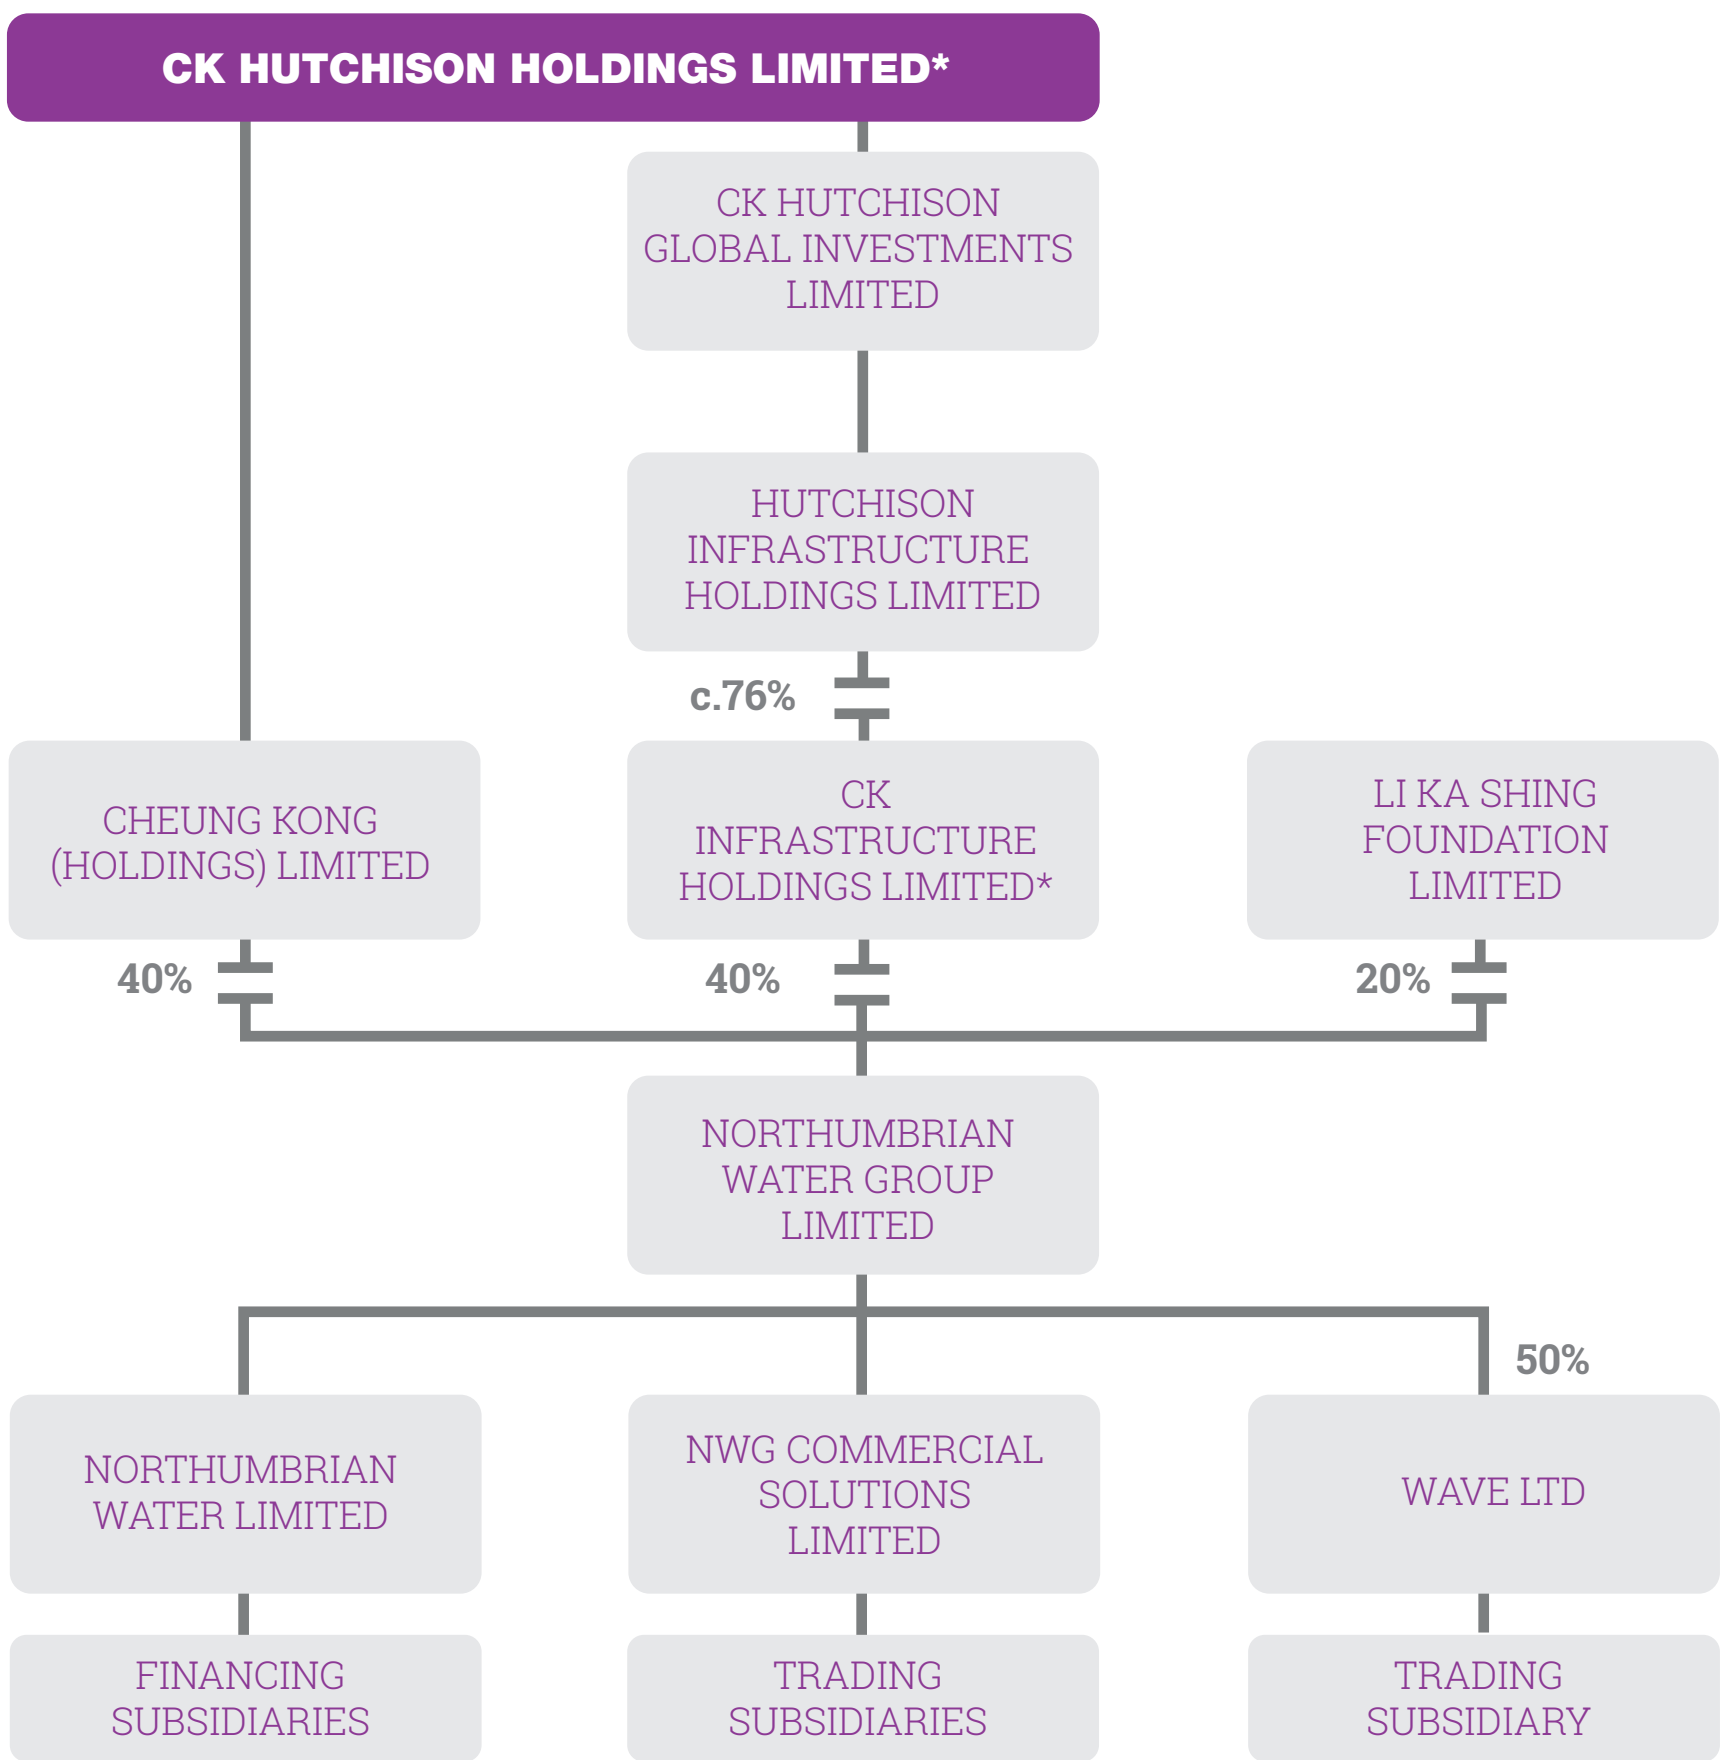 CK HUTCHISON HOLDINGS LIMITED*
CK HUTCHISON
GLOBAL INVESTMENTS
LIMITED
HUTCHISON
INFRASTRUCTURE
HOLDINGS LIMITED
c.76%
CHEUNG KONG
(HOLDINGS) LIMITED
CK
INFRASTRUCTURE
HOLDINGS LIMITED*
LI KA SHING
FOUNDATION
LIMITED
40%
40%
20%
NORTHUMBRIAN
WATER GROUP
LIMITED
50%
NORTHUMBRIAN
WATER LIMITED
NWG COMMERCIAL
SOLUTIONS
LIMITED
WAVE LTD
FINANCING
SUBSIDIARIES
TRADING
SUBSIDIARIES
TRADING
SUBSIDIARY